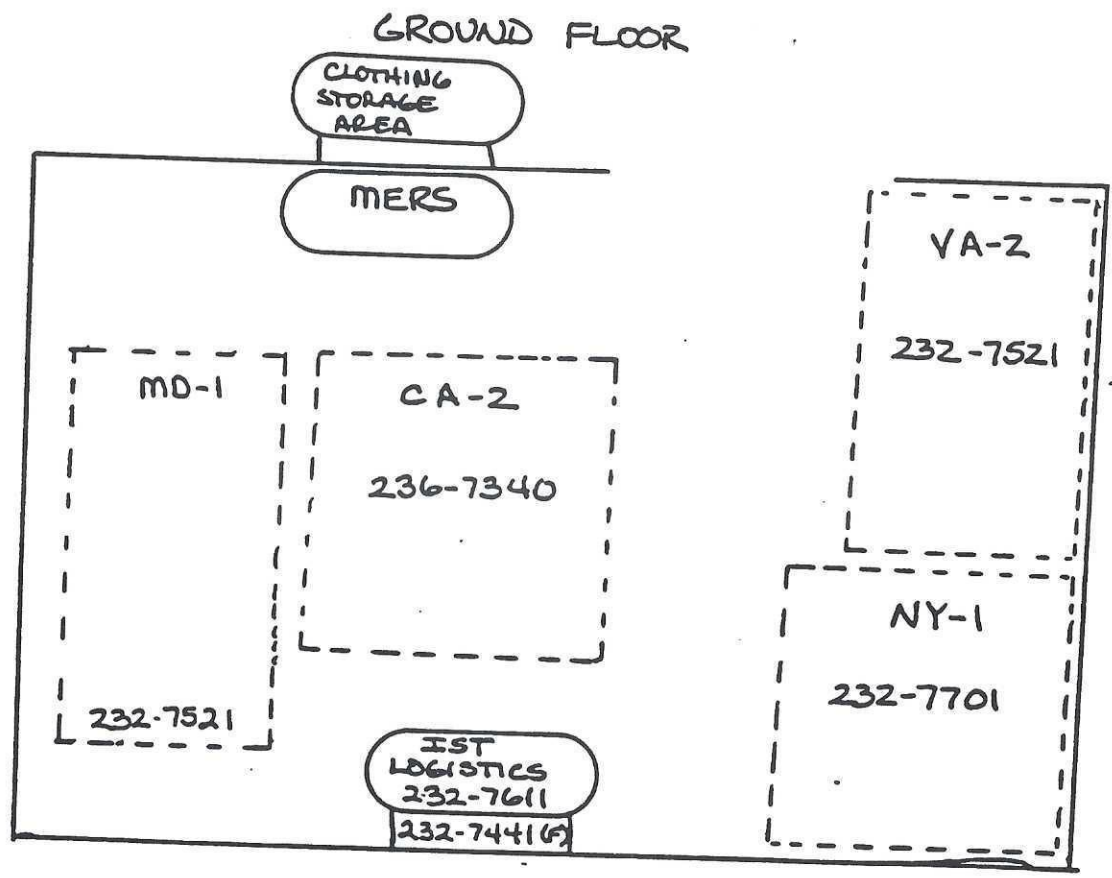 GROUND FLOOR
CLOTHING
STORAGE
AREA
MERS
VA-2
232-7521
MD-1
CA-2
236-7340
232-7521
NY-1
232-7701
IST
LOGISTICS
232-7611
232-7441(F)